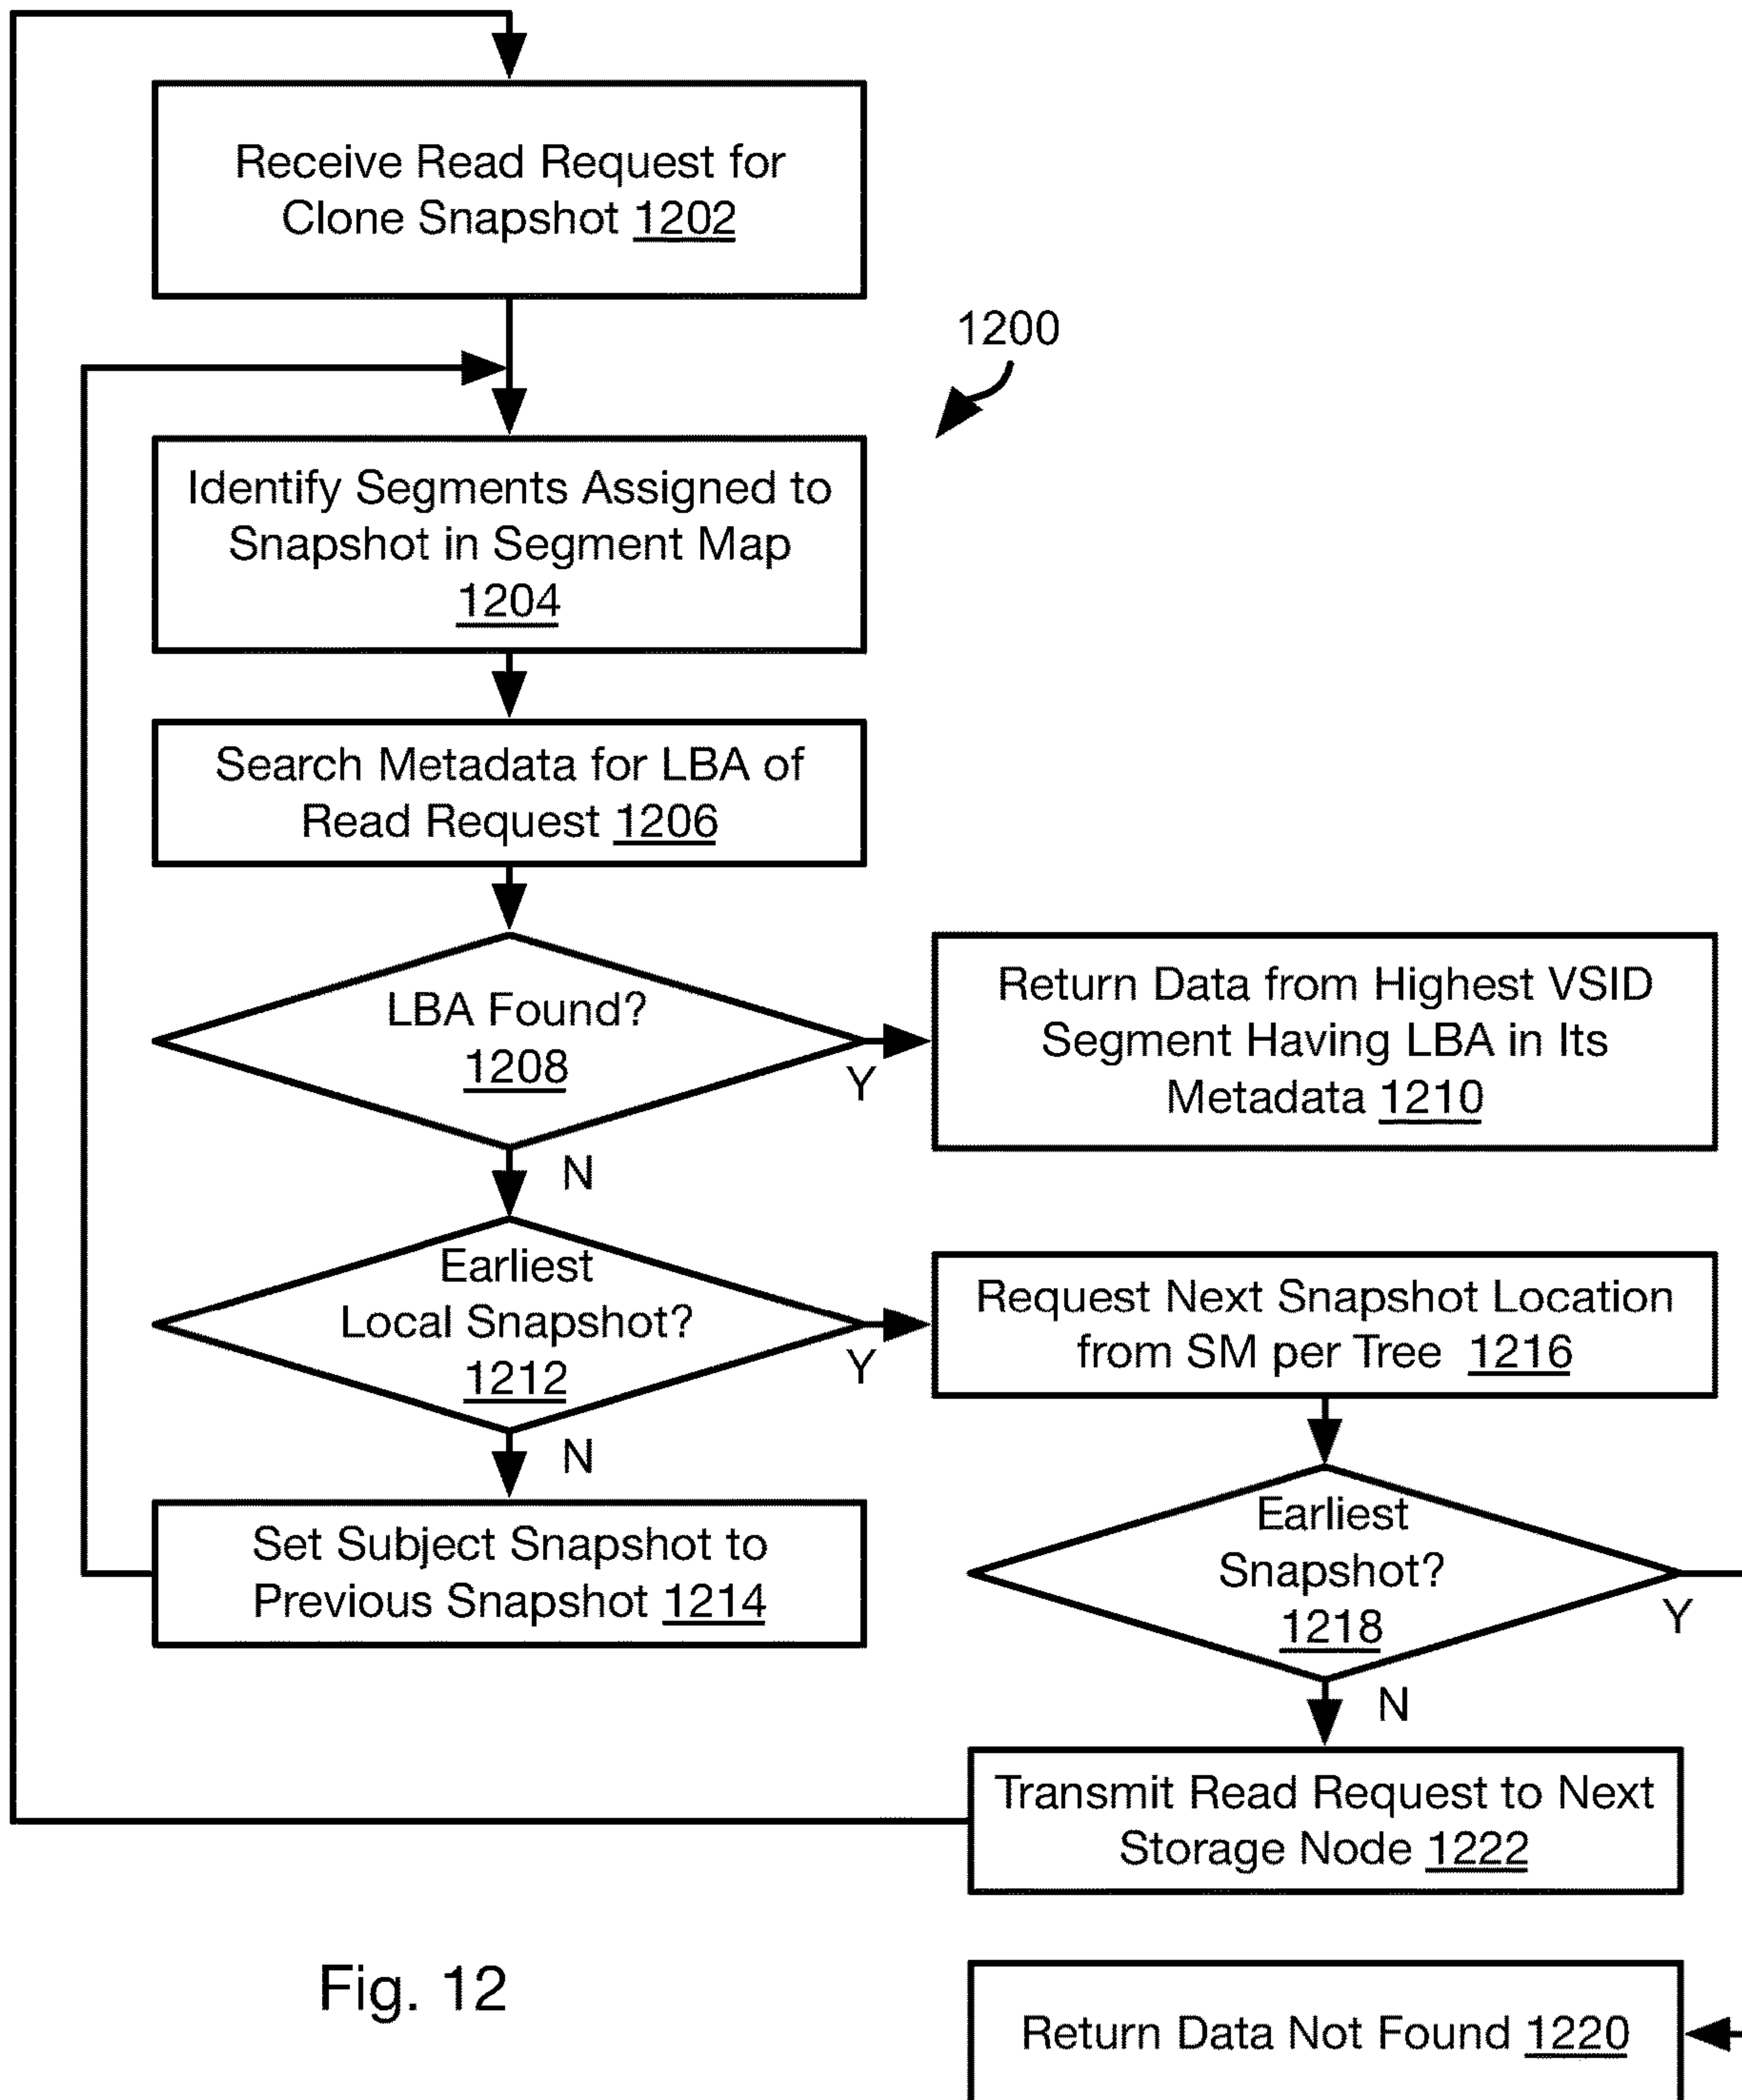 Receive Read Request for
Clone Snapshot 1202
1200
Identify Segments Assigned to
Snapshot in Segment Map
1204
Search Metadata for LBA of
Read Request 1206
LBA Found?
1208
Y
N
Return Data from Highest VSID
Segment Having LBA in Its
Metadata 1210
Earliest
Local Snapshot?
1212
Y
N
Request Next Snapshot Location
from SM per Tree 1216
Set Subject Snapshot to
Previous Snapshot 1214
Earliest
Snapshot?
1218
Y
N
Transmit Read Request to Next
Storage Node 1222
Return Data Not Found 1220
Fig. 12